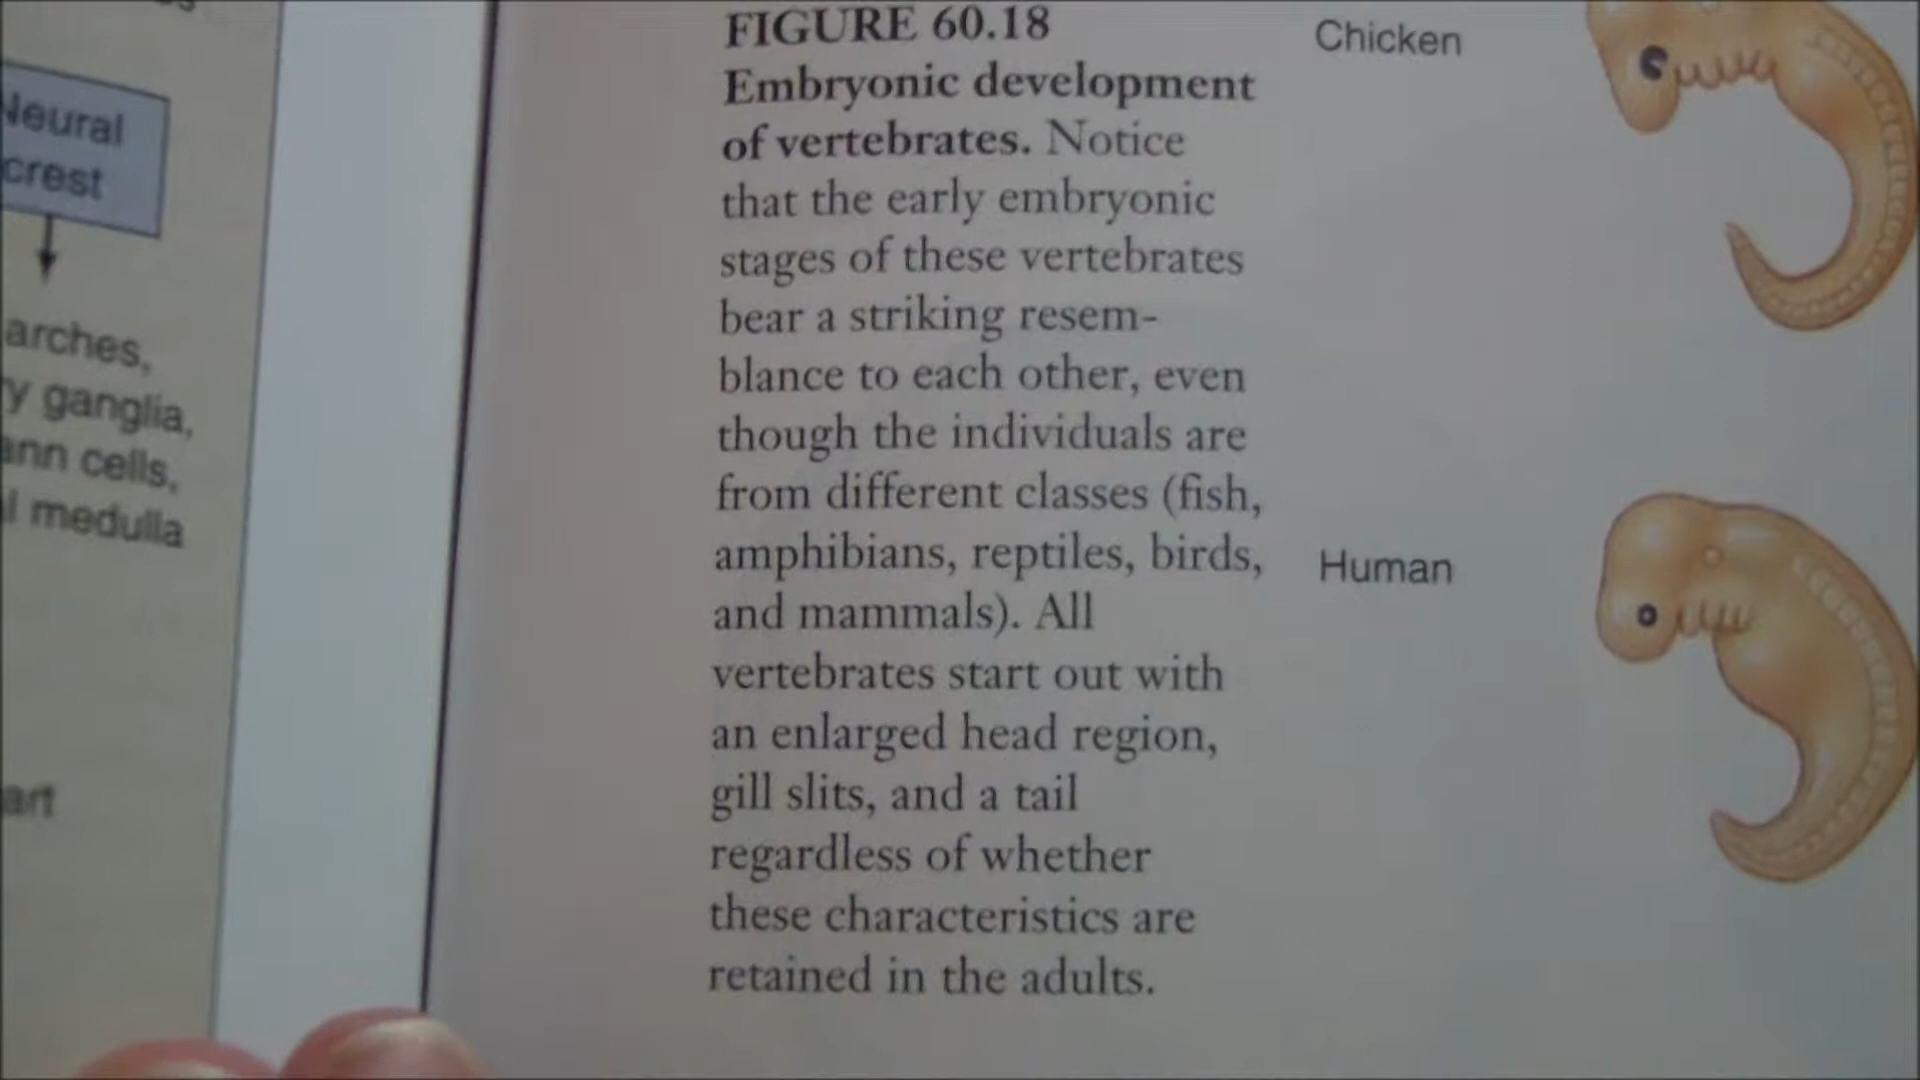 Neural
crest
arches,
ganglia,
cells,
medulla
FIGURE 60.18
Embryonic development
of vertebrates. Notice
that the early embryonic
stages of these vertebrates
bear a striking resem-
blance to each other, even
though the individuals are
from different classes (fish,
amphibians, reptiles, birds,
and mammals). All
vertebrates start out with
an enlarged head region,
gill slits, and a tail
regardless of whether
these characteristics are
retained in the adults.
Chicken
Human